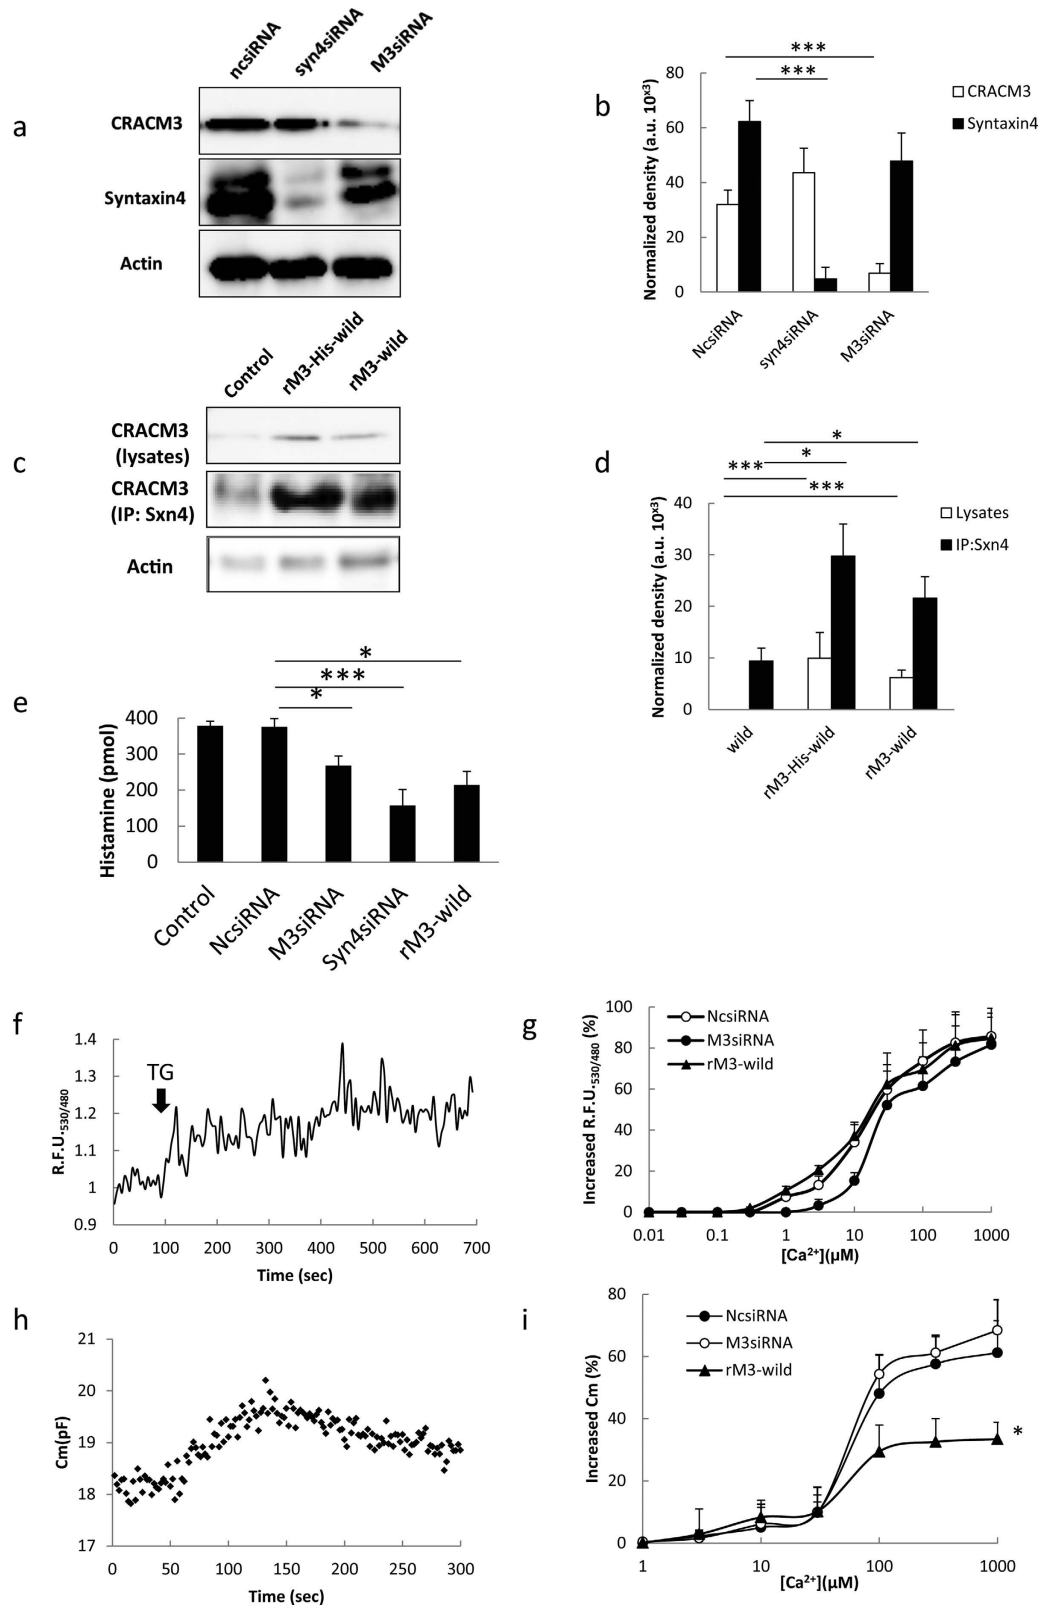 a
ncsiRNA
syn4siRNA
M3siRNA
CRACM3
Syntaxin4
Actin
b
***
***
Normalized density (a.u. 10ˣ³)
80
60
40
20
0
CRACM3
Syntaxin4
NcsiRNA
syn4siRNA
M3siRNA
c
Control
rM3-His-wild
rM3-wild
CRACM3
(lysates)
CRACM3
(IP: Sxn4)
Actin
d
*
*
***
***
Normalized density (a.u. 10ˣ³)
40
30
20
10
0
Lysates
IP:Sxn4
wild
rM3-His-wild
rM3-wild
e
*
***
*
Histamine (pmol)
400
300
200
100
0
Control
NcsiRNA
M3siRNA
Syn4siRNA
rM3-wild
f
R.F.U.530/480
1.4
1.3
1.2
1.1
1
0.9
TG
0 100 200 300 400 500 600 700
Time (sec)
g
Increased R.F.U.530/480 (%)
100
80
60
40
20
0
NcsiRNA
M3siRNA
rM3-wild
0.01 0.1 1 10 100 1000
[Ca²⁺](µM)
h
Cm(pF)
21
20
19
18
17
0 50 100 150 200 250 300
Time (sec)
i
Increased Cm (%)
80
60
40
20
0
NcsiRNA
M3siRNA
rM3-wild
*
1 10 100 1000
[Ca²⁺](µM)